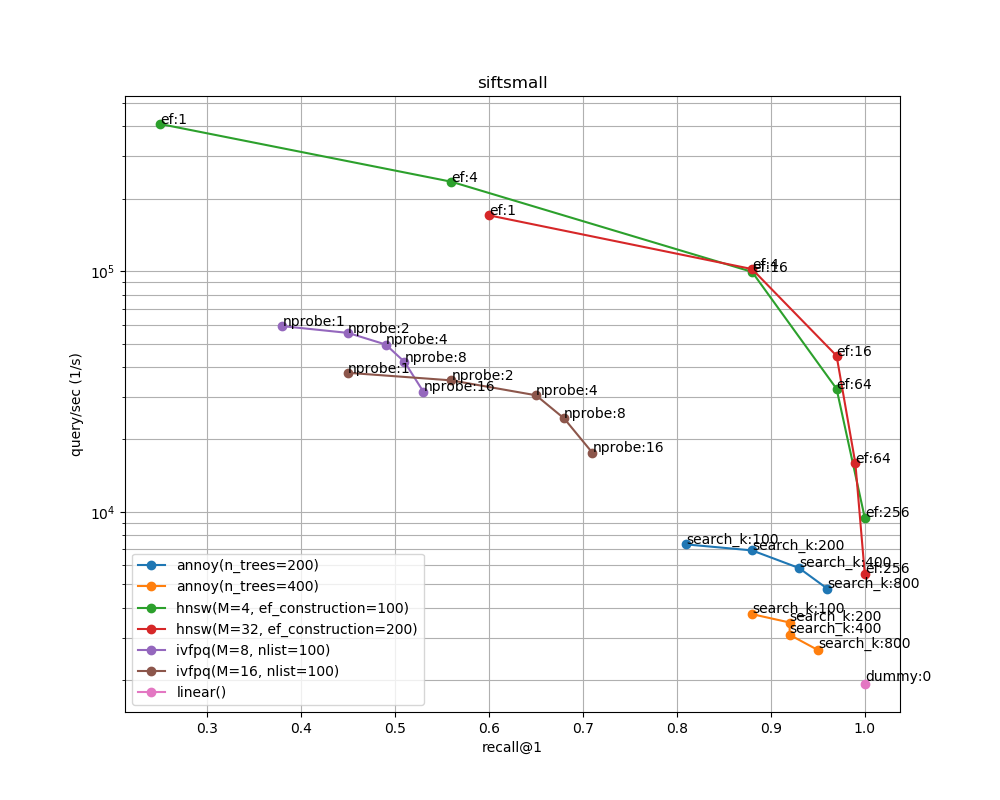 siftsmall
ef:1
ef:4
ef:1
ef:4
ef:16
ef:16
ef:64
ef:64
ef:256
ef:256
nprobe:1
nprobe:2
nprobe:4
nprobe:8
nprobe:16
nprobe:1
nprobe:2
nprobe:4
nprobe:8
nprobe:16
search_k:100
search_k:200
search_k:400
search_k:800
search_k:100
search_k:200
search_k:400
search_k:800
dummy:0
query/sec (1/s)
10^5
10^4
annoy(n_trees=200)
annoy(n_trees=400)
hnsw(M=4, ef_construction=100)
hnsw(M=32, ef_construction=200)
ivfpq(M=8, nlist=100)
ivfpq(M=16, nlist=100)
linear()
0.3 0.4 0.5 0.6 0.7 0.8 0.9 1.0
recall@1